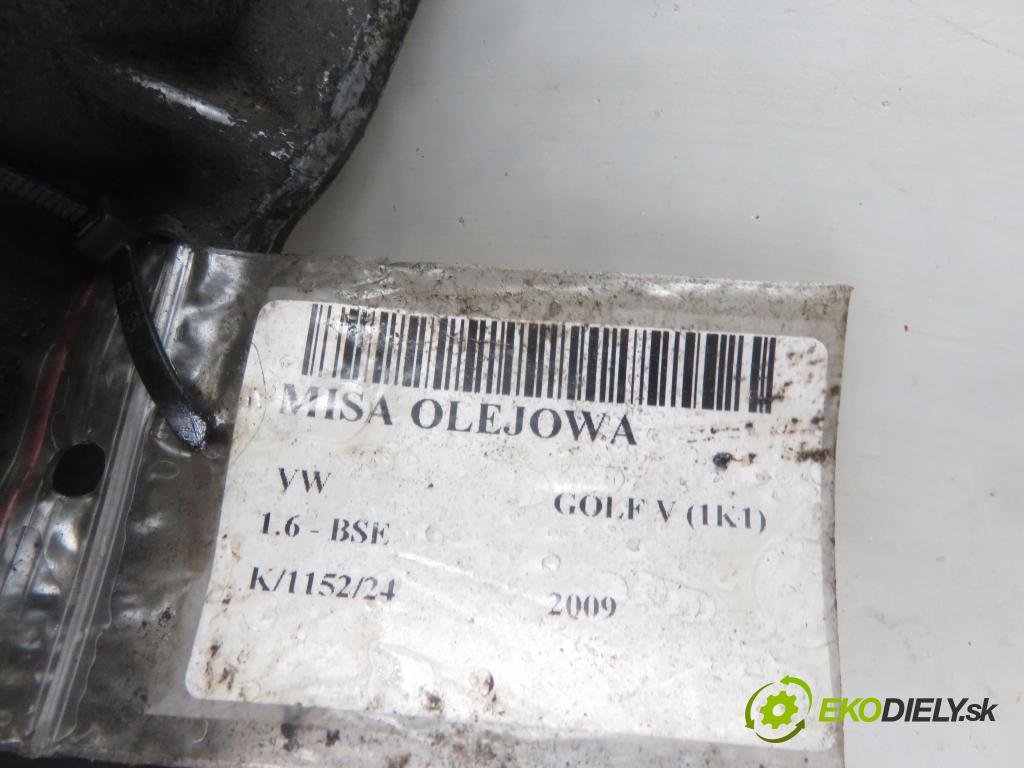 MISA OLEJOWA
VW
GOLF V (1K1)
1.6 - BSE
K/1152/24
2009
EKODIELY.sk